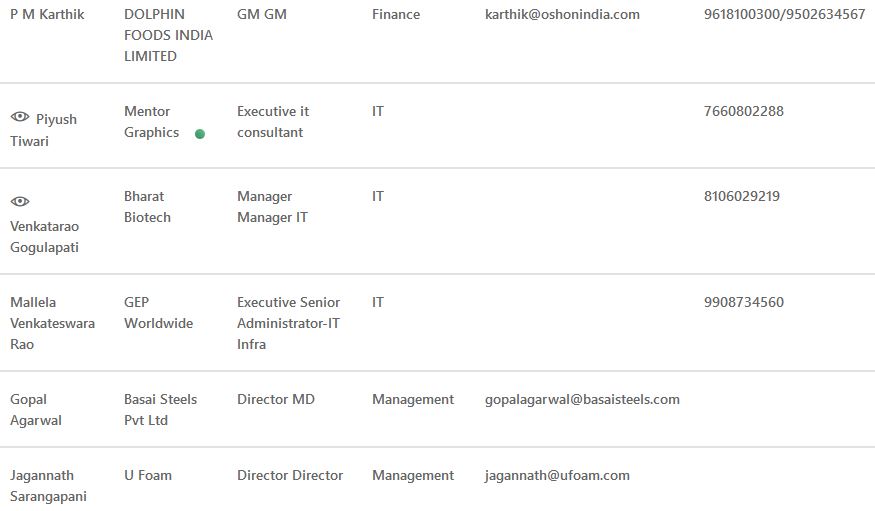 P M Karthik DOLPHIN GM GM Finance karthik@oshonindia.com 9618100300/9502634567
FOODS INDIA
LIMITED
Piyush Mentor Executive it IT 7660802288
Tiwari Graphics consultant
Bharat Manager IT 8106029219
Venkatarao Biotech Manager IT
Gogulapati
Mallela GEP Executive Senior IT 9908734560
Venkateswara Worldwide Administrator-IT
Rao Infra
Gopal Basai Steels Director MD Management gopalagarwal@basaisteels.com
Agarwal Pvt Ltd
Jagannath U Foam Director Director Management jagannath@ufoam.com
Sarangapani